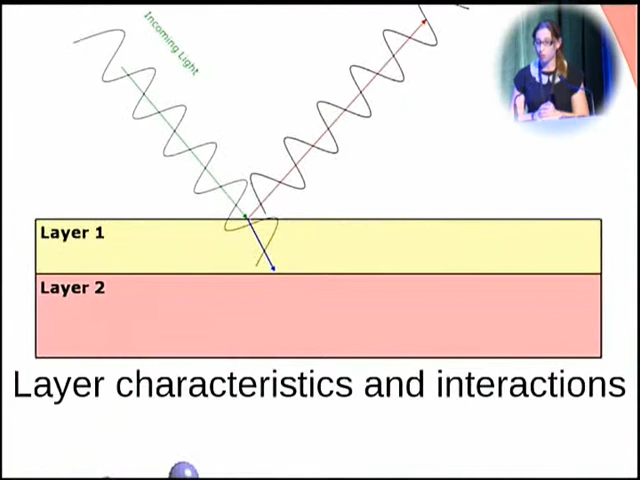 Incoming Light
Layer 1
Layer 2
Layer characteristics and interactions